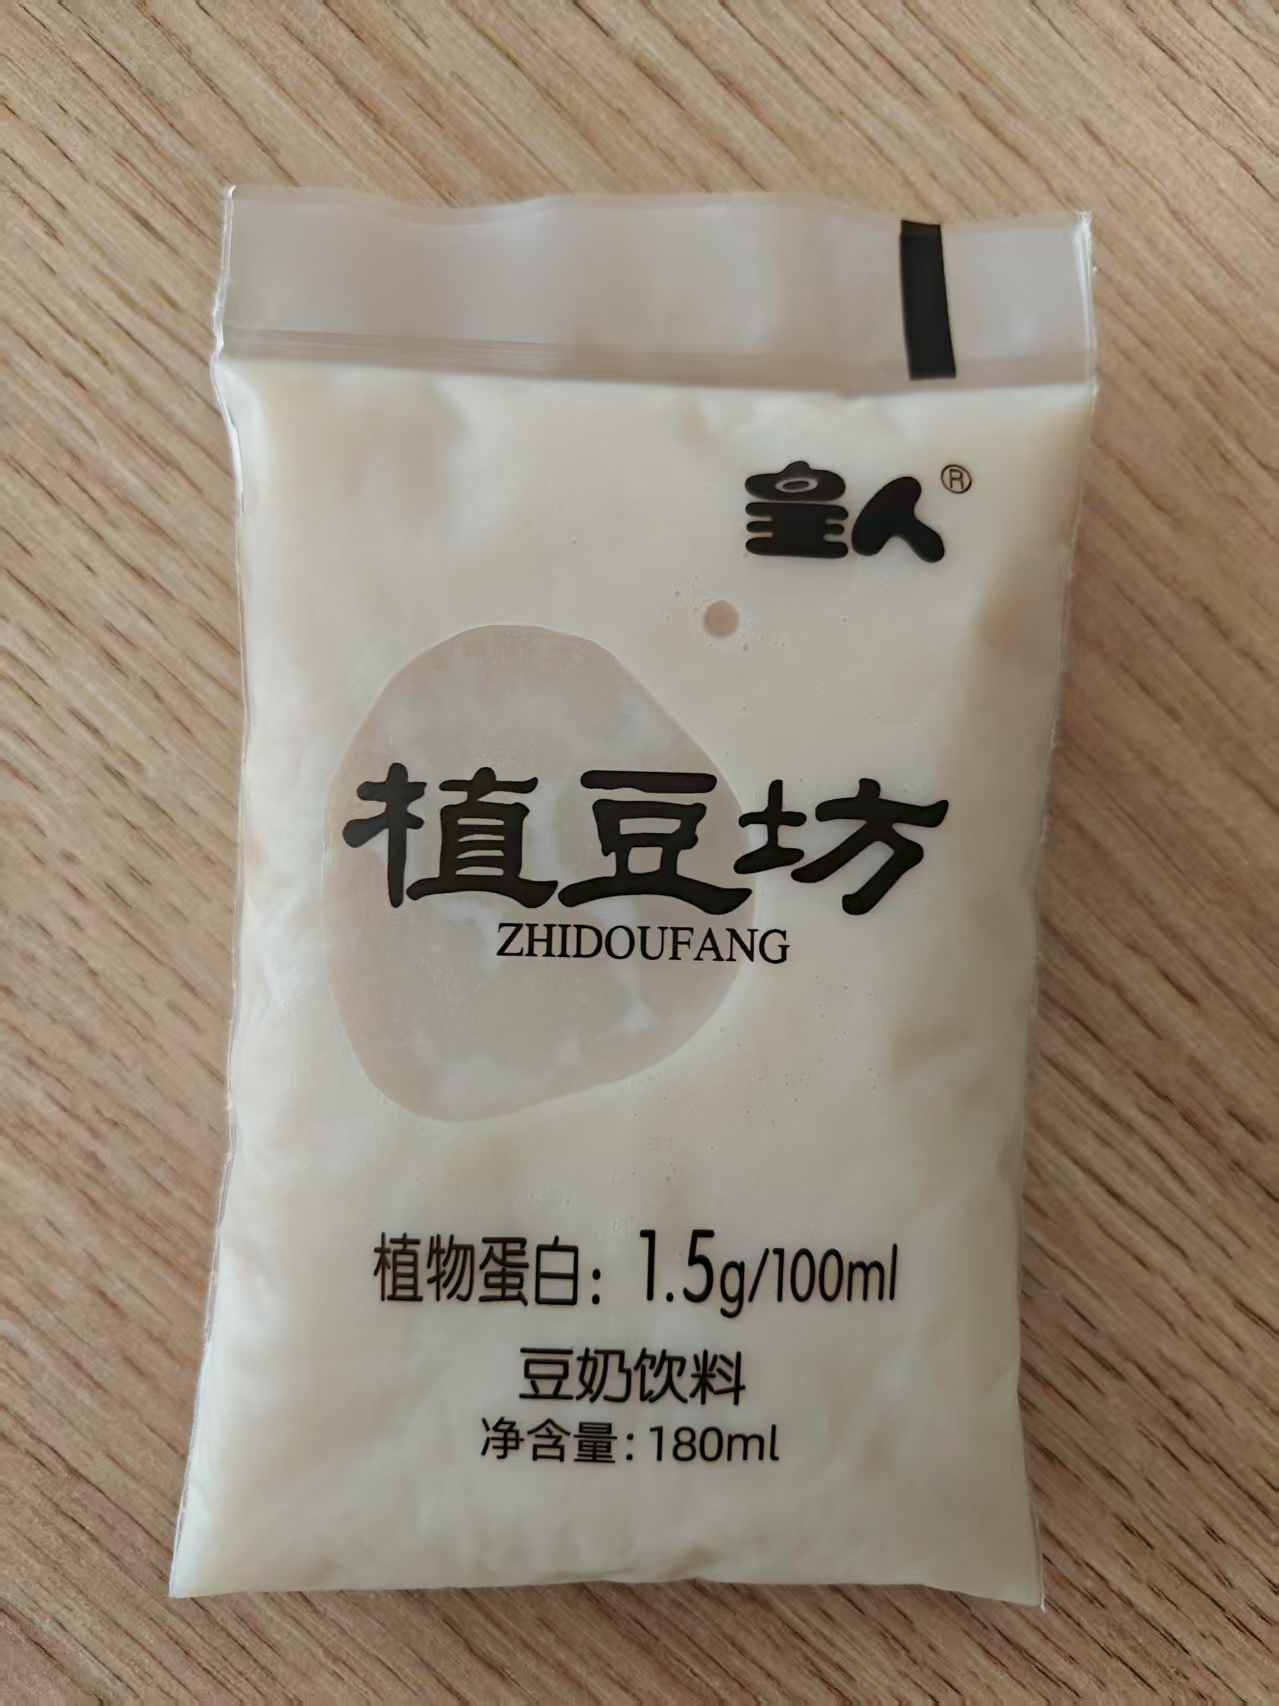 皇人®
植豆坊
ZHIDOUFANG
植物蛋白：1.5g/100ml
豆奶饮料
净含量：180ml